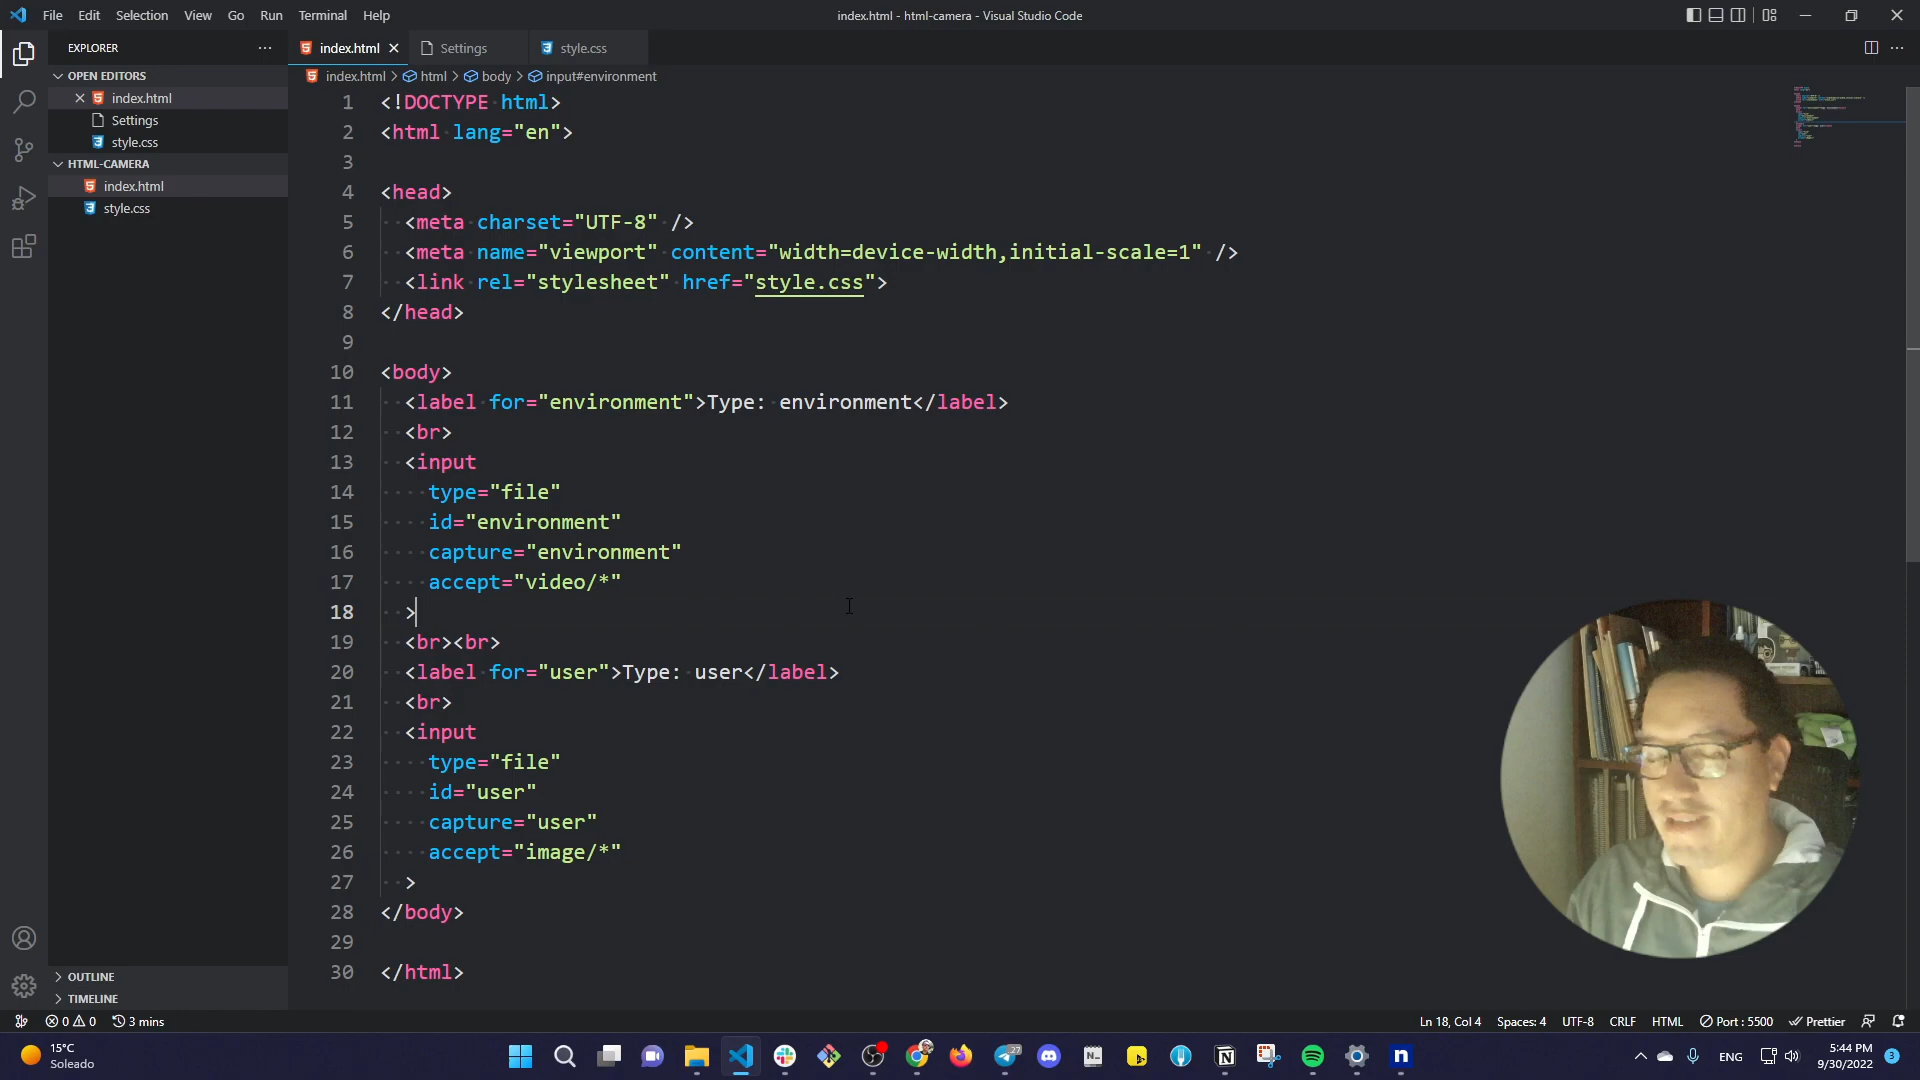 File Edit Selection View Go Run Terminal Help
index.html - html-camera - Visual Studio Code
EXPLORER
OPEN EDITORS
index.html
Settings
style.css
HTML-CAMERA
index.html
style.css
OUTLINE
TIMELINE
index.html Settings style.css
index.html > html > body > input#environment
1 <!DOCTYPE html>
2 <html lang="en">
3
4 <head>
5 <meta charset="UTF-8" />
6 <meta name="viewport" content="width=device-width,initial-scale=1" />
7 <link rel="stylesheet" href="style.css">
8 </head>
9
10 <body>
11 <label for="environment">Type: environment</label>
12 <br>
13 <input
14 type="file"
15 id="environment"
16 capture="environment"
17 accept="video/*"
18 >
19 <br><br>
20 <label for="user">Type: user</label>
21 <br>
22 <input
23 type="file"
24 id="user"
25 capture="user"
26 accept="image/*"
27 >
28 </body>
29
30 </html>
0 0 3 mins
Ln 18, Col 4 Spaces: 4 UTF-8 CRLF HTML Port : 5500 Prettier
15°C
Soleado
27
ENG
5:44 PM
9/30/2022
3